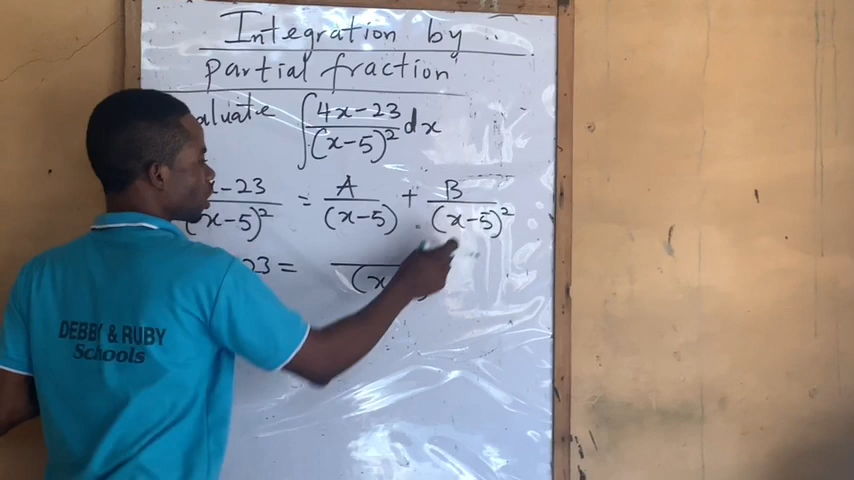 Integration by
partial fraction
aluate ∫ 4x-23/(x-5)² dx
x-23/(x-5)² = A/(x-5) + B/(x-5)²
23 = /(x
DEBBY & RUBY
Schools